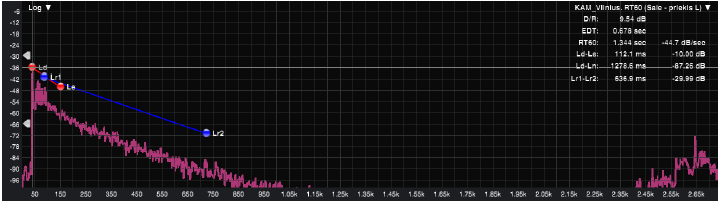 Log ▼
KAM_Vilnius. RT60 (Sale - priekis L) ▼
D/R: 9.54 dB
EDT: 0.678 sec
RT60: 1.344 sec -44.7 dB/sec
Ld-Le: 112.1 ms -10.00 dB
Ld-Ln: 1278.6 ms -67.25 dB
Lr1-Lr2: 636.9 ms -29.99 dB
-6
-12
-18
-24
-30
-36
-42
-48
-54
-60
-66
-72
-78
-84
-90
-96
Ld
Lr1
Le
Lr2
50 150 250 350 450 550 650 750 850 950 1.05k 1.15k 1.25k 1.35k 1.45k 1.55k 1.65k 1.75k 1.85k 1.95k 2.05k 2.15k 2.25k 2.35k 2.45k 2.55k 2.65k